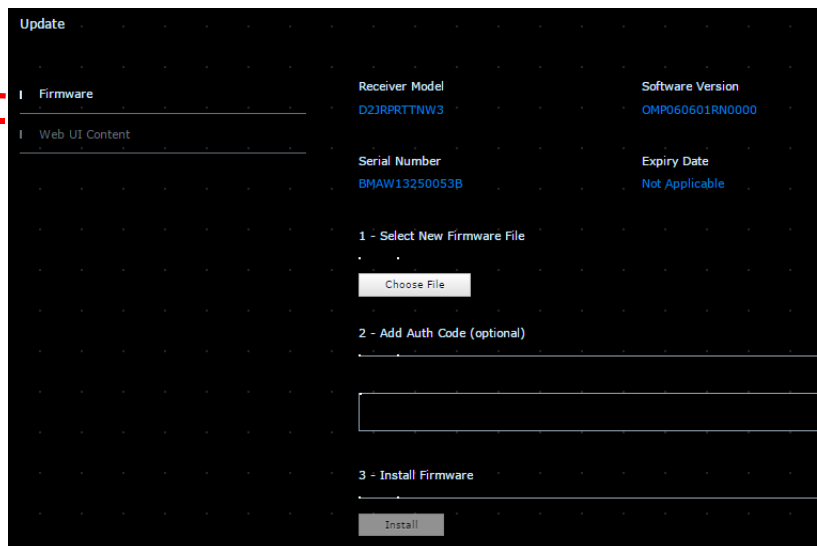 Update
Firmware
Web UI Content
Receiver Model
Software Version
D2JRPRTTNW3
OMP060601RN0000
Serial Number
Expiry Date
BMAW13250053B
Not Applicable
1 - Select New Firmware File
Choose File
2 - Add Auth Code (optional)
3 - Install Firmware
Install